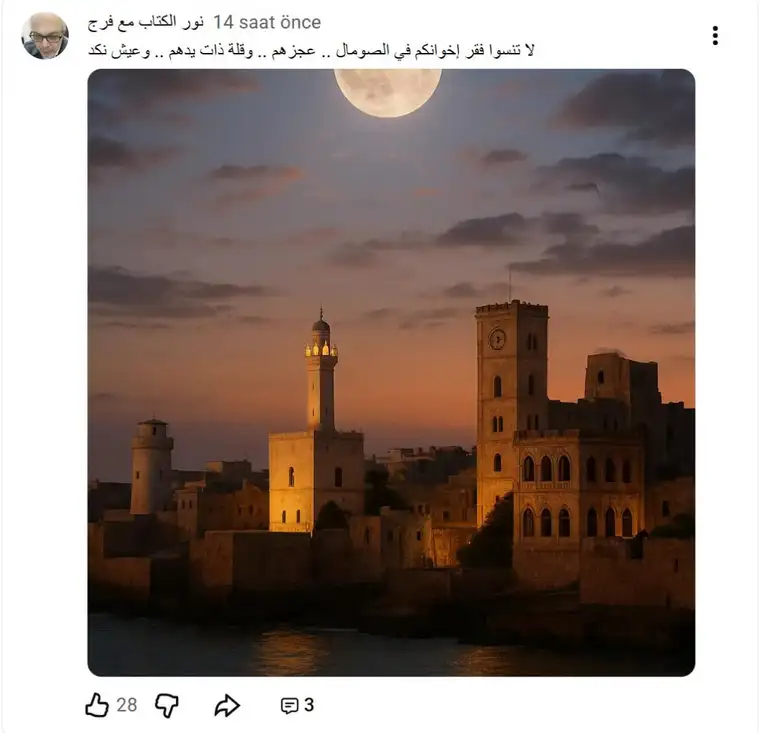 نور الكتاب مع فرج 14 saat önce
لا تنسوا فقر إخوانكم في الصومال .. عجزهم .. وقلة ذات يدهم .. وعيش نكد
28
3